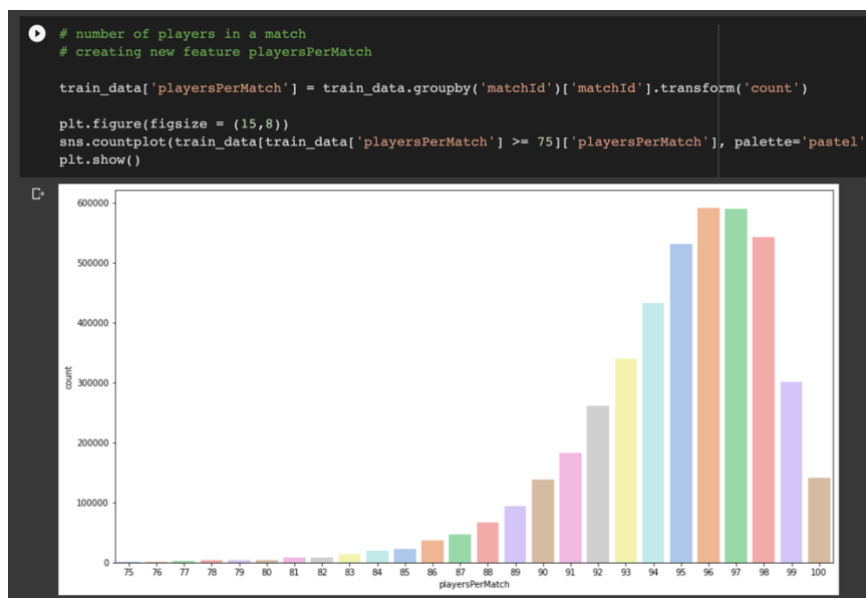 # number of players in a match
# creating new feature playersPerMatch
train_data['playersPerMatch'] = train_data.groupby('matchId')['matchId'].transform('count')
plt.figure(figsize = (15,8))
sns.countplot(train_data[train_data['playersPerMatch'] >= 75]['playersPerMatch'], palette='pastel'
plt.show()
600000
500000
400000
300000
200000
100000
0
count
75 76 77 78 79 80 81 82 83 84 85 86 87 88 89 90 91 92 93 94 95 96 97 98 99 100
playersPerMatch